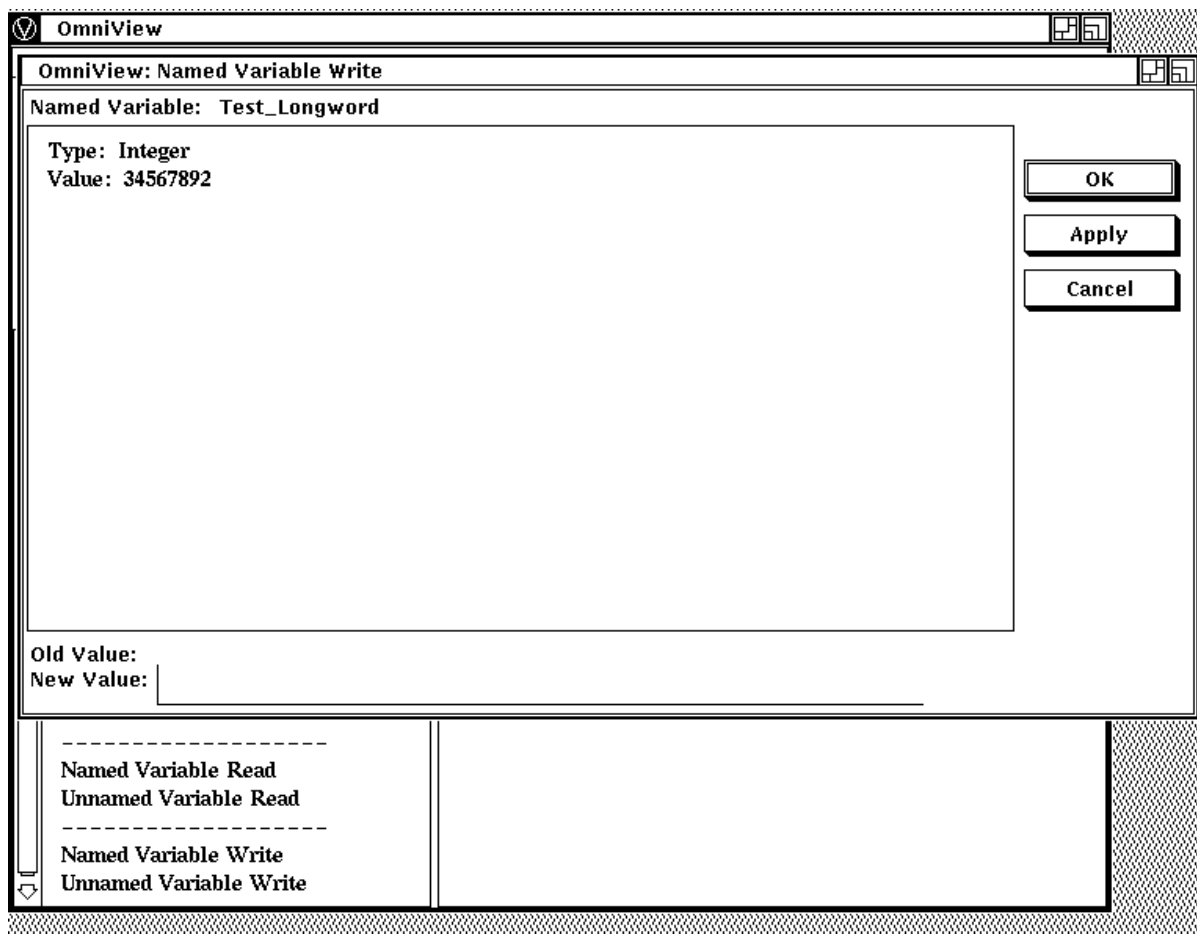 OmniView
OmniView: Named Variable Write
Named Variable: Test_Longword
Type: Integer
Value: 34567892
OK
Apply
Cancel
Old Value:
New Value:
--------------------
Named Variable Read
Unnamed Variable Read
--------------------
Named Variable Write
Unnamed Variable Write